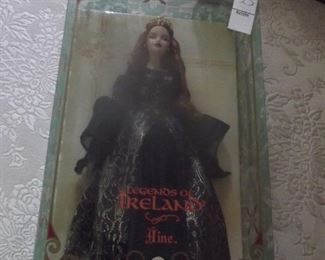 LEGENDS OF
IRELAND
Aine.